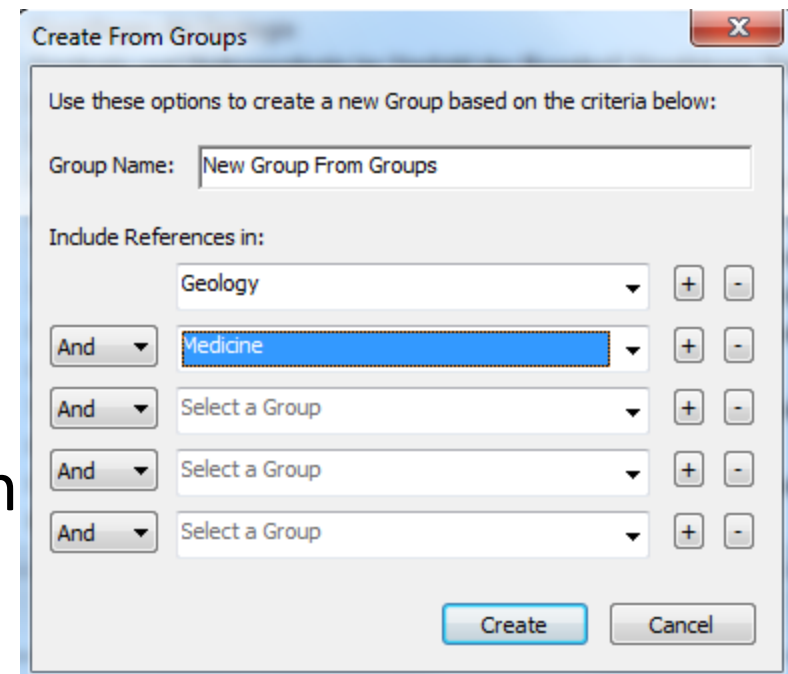 Create From Groups
Use these options to create a new Group based on the criteria below:
Group Name: New Group From Groups
Include References in:
Geology + -
And Medicine + -
And Select a Group + -
n
And Select a Group + -
And Select a Group + -
Create Cancel